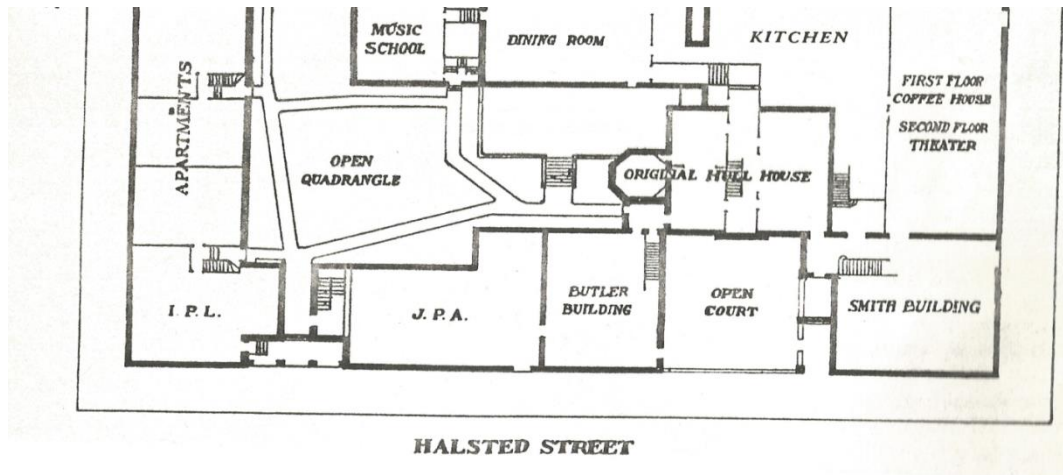 MUSIC
SCHOOL
DINING ROOM
KITCHEN
APARTMENTS
FIRST FLOOR
COFFEE HOUSE
SECOND FLOOR
THEATER
OPEN
QUADRANGLE
ORIGINAL HULL HOUSE
I. P. L.
J. P. A.
BUTLER
BUILDING
OPEN
COURT
SMITH BUILDING
HALSTED STREET